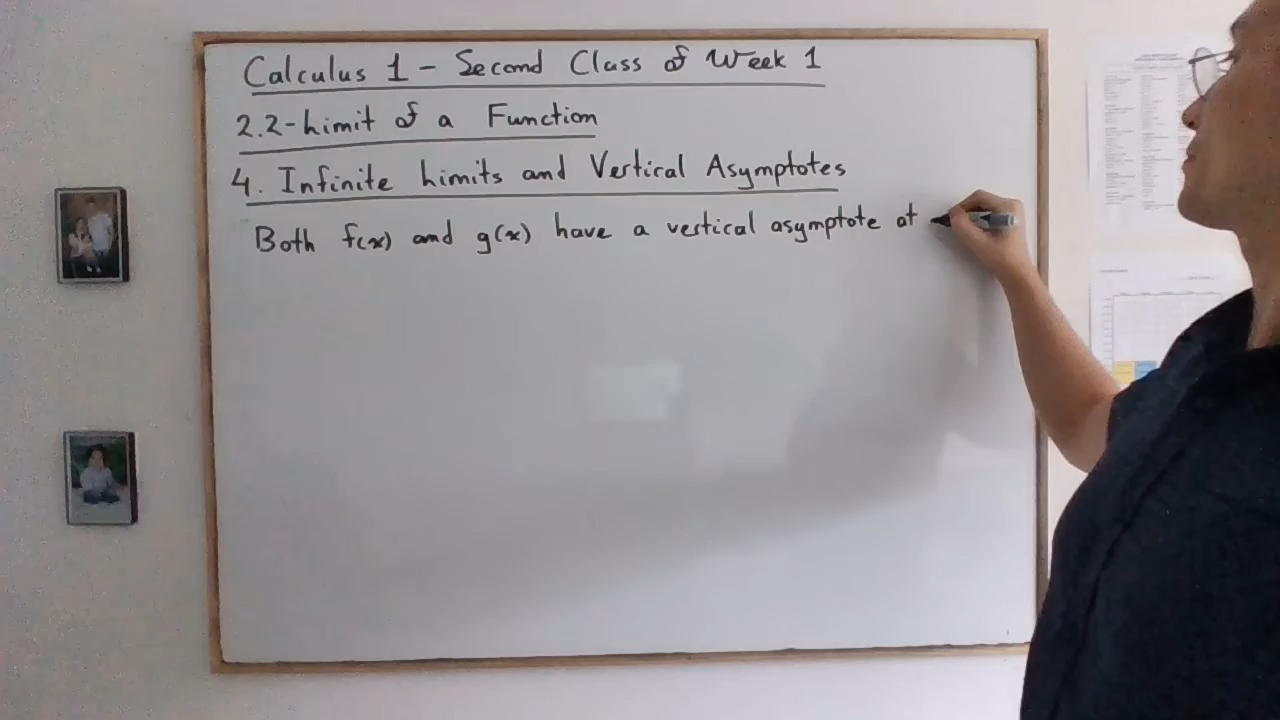 Calculus 1 - Second Class of Week 1
2.2 - Limit of a Function
4. Infinite Limits and Vertical Asymptotes
Both f(x) and g(x) have a vertical asymptote at